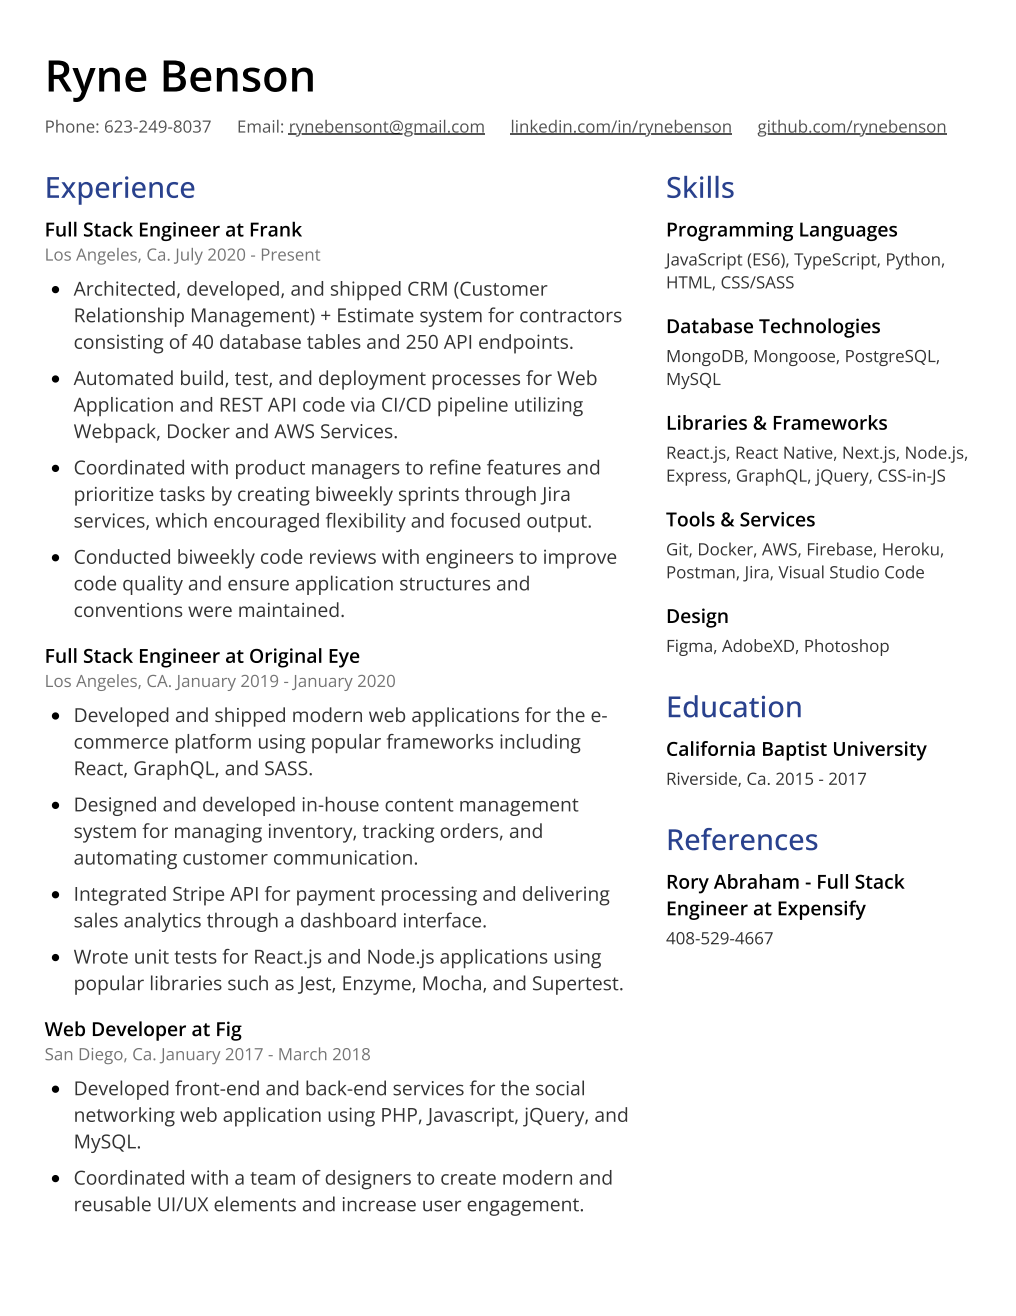 Ryne Benson
Phone: 623-249-8037 Email: rynebensont@gmail.com linkedin.com/in/rynebenson github.com/rynebenson
Experience
Full Stack Engineer at Frank
Los Angeles, Ca. July 2020 - Present
• Architected, developed, and shipped CRM (Customer
Relationship Management) + Estimate system for contractors
consisting of 40 database tables and 250 API endpoints.
• Automated build, test, and deployment processes for Web
Application and REST API code via CI/CD pipeline utilizing
Webpack, Docker and AWS Services.
• Coordinated with product managers to refine features and
prioritize tasks by creating biweekly sprints through Jira
services, which encouraged flexibility and focused output.
• Conducted biweekly code reviews with engineers to improve
code quality and ensure application structures and
conventions were maintained.
Full Stack Engineer at Original Eye
Los Angeles, CA. January 2019 - January 2020
• Developed and shipped modern web applications for the e-
commerce platform using popular frameworks including
React, GraphQL, and SASS.
• Designed and developed in-house content management
system for managing inventory, tracking orders, and
automating customer communication.
• Integrated Stripe API for payment processing and delivering
sales analytics through a dashboard interface.
• Wrote unit tests for React.js and Node.js applications using
popular libraries such as Jest, Enzyme, Mocha, and Supertest.
Web Developer at Fig
San Diego, Ca. January 2017 - March 2018
• Developed front-end and back-end services for the social
networking web application using PHP, Javascript, jQuery, and
MySQL.
• Coordinated with a team of designers to create modern and
reusable UI/UX elements and increase user engagement.
Skills
Programming Languages
JavaScript (ES6), TypeScript, Python,
HTML, CSS/SASS
Database Technologies
MongoDB, Mongoose, PostgreSQL,
MySQL
Libraries & Frameworks
React.js, React Native, Next.js, Node.js,
Express, GraphQL, jQuery, CSS-in-JS
Tools & Services
Git, Docker, AWS, Firebase, Heroku,
Postman, Jira, Visual Studio Code
Design
Figma, AdobeXD, Photoshop
Education
California Baptist University
Riverside, Ca. 2015 - 2017
References
Rory Abraham - Full Stack
Engineer at Expensify
408-529-4667